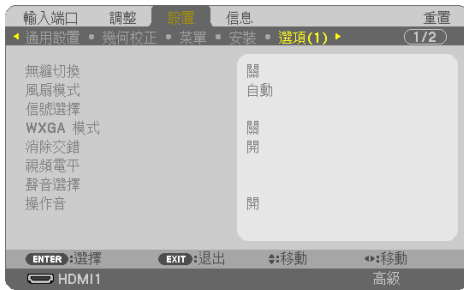 輸入端口 調整 設置 信息 重置
通用設置 • 幾何校正 • 菜單 • 安裝 • 選項(1) (1/2)
無縫切換 關
風扇模式 自動
信號選擇
WXGA 模式 關
消除交錯 開
視頻電平
聲音選擇
操作音 開
ENTER :選擇 EXIT :退出 :移動 :移動
HDMI1 高級